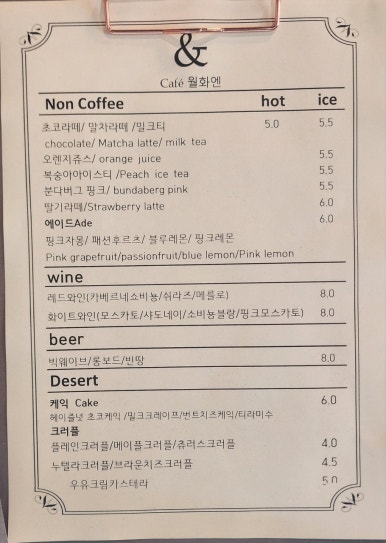 &
Café 월화엔
Non Coffee hot ice
초코라떼/ 말차라떼 /밀크티 5.0 5.5
chocolate/ Matcha latte/ milk tea
오렌지쥬스/ orange juice 5.5
복숭아아이스티 /Peach ice tea 5.5
분다버그 핑크/ bundaberg pink 5.5
딸기라떼/Strawberry latte 6.0
에이드Ade 6.0
핑크자몽/ 패션후르츠/ 블루레몬/ 핑크레몬
Pink grapefruit/passionfruit/blue lemon/Pink lemon
wine
레드와인(카베르네쇼비뇽/쉬라즈/메를로) 8.0
화이트와인(모스카토/샤도네이/소비뇽블랑/핑크모스카토) 8.0
beer
빅웨이브/롱보드/빈땅 8.0
Desert
케익 Cake 6.0
헤이즐넛 초코케익 /밀크크레이프/번트치즈케익/티라미수
크러플
플레인크러플/메이플크러플/츄러스크러플 4.0
누텔라크러플/브라운치즈크러플 4.5
우유크림카스테라 5.0